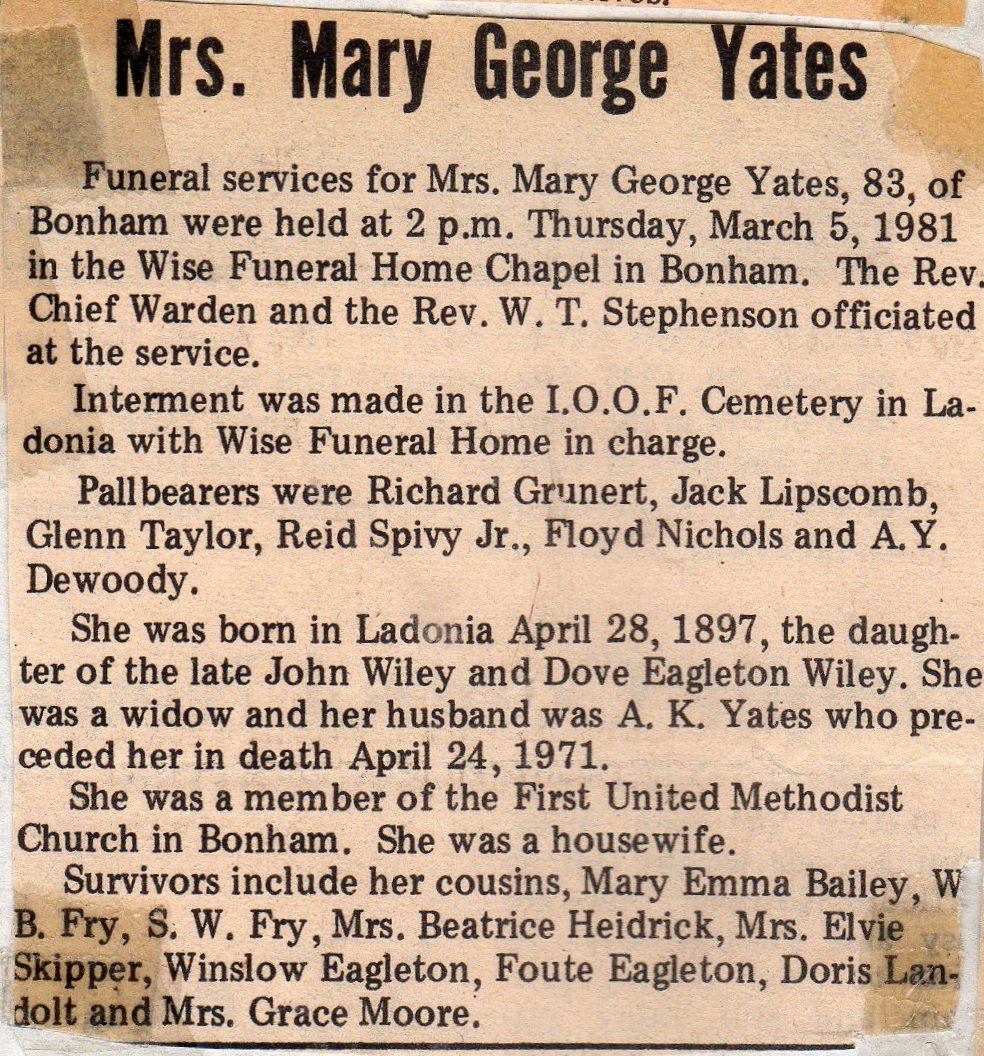 Mrs. Mary George Yates
Funeral services for Mrs. Mary George Yates, 83, of
Bonham were held at 2 p.m. Thursday, March 5, 1981
in the Wise Funeral Home Chapel in Bonham. The Rev.
Chief Warden and the Rev. W. T. Stephenson officiated
at the service.
Interment was made in the I.O.O.F. Cemetery in La-
donia with Wise Funeral Home in charge.
Pallbearers were Richard Grunert, Jack Lipscomb,
Glenn Taylor, Reid Spivy Jr., Floyd Nichols and A. Y.
Dewoody.
She was born in Ladonia April 28, 1897, the daugh-
ter of the late John Wiley and Dove Eagleton Wiley. She
was a widow and her husband was A. K. Yates who pre-
ceded her in death April 24, 1971.
She was a member of the First United Methodist
Church in Bonham. She was a housewife.
Survivors include her cousins, Mary Emma Bailey, W
B. Fry, S. W. Fry, Mrs. Beatrice Heidrick, Mrs. Elvie
Skipper, Winslow Eagleton, Foute Eagleton, Doris Lan-
dolt and Mrs. Grace Moore.